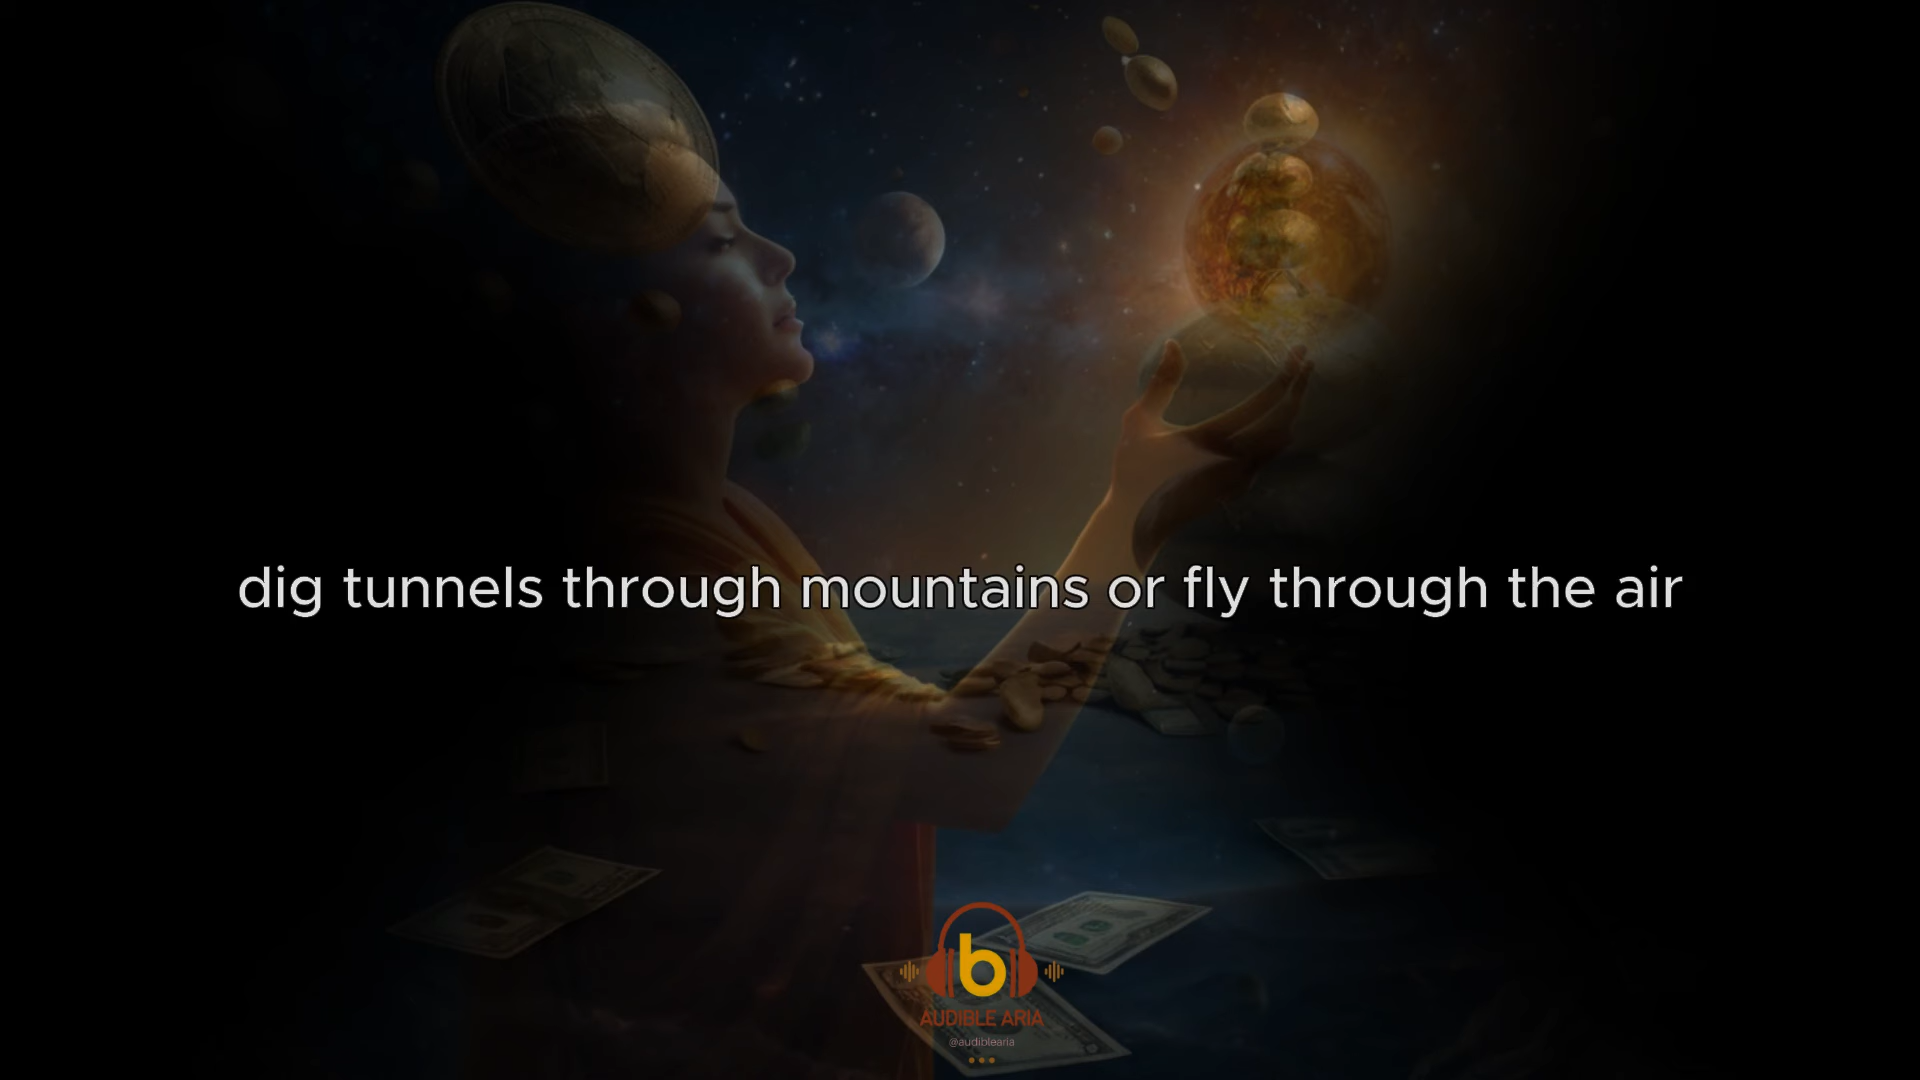 dig tunnels through mountains or fly through the air
b
AUDIBLE ARIA
@audiblearia